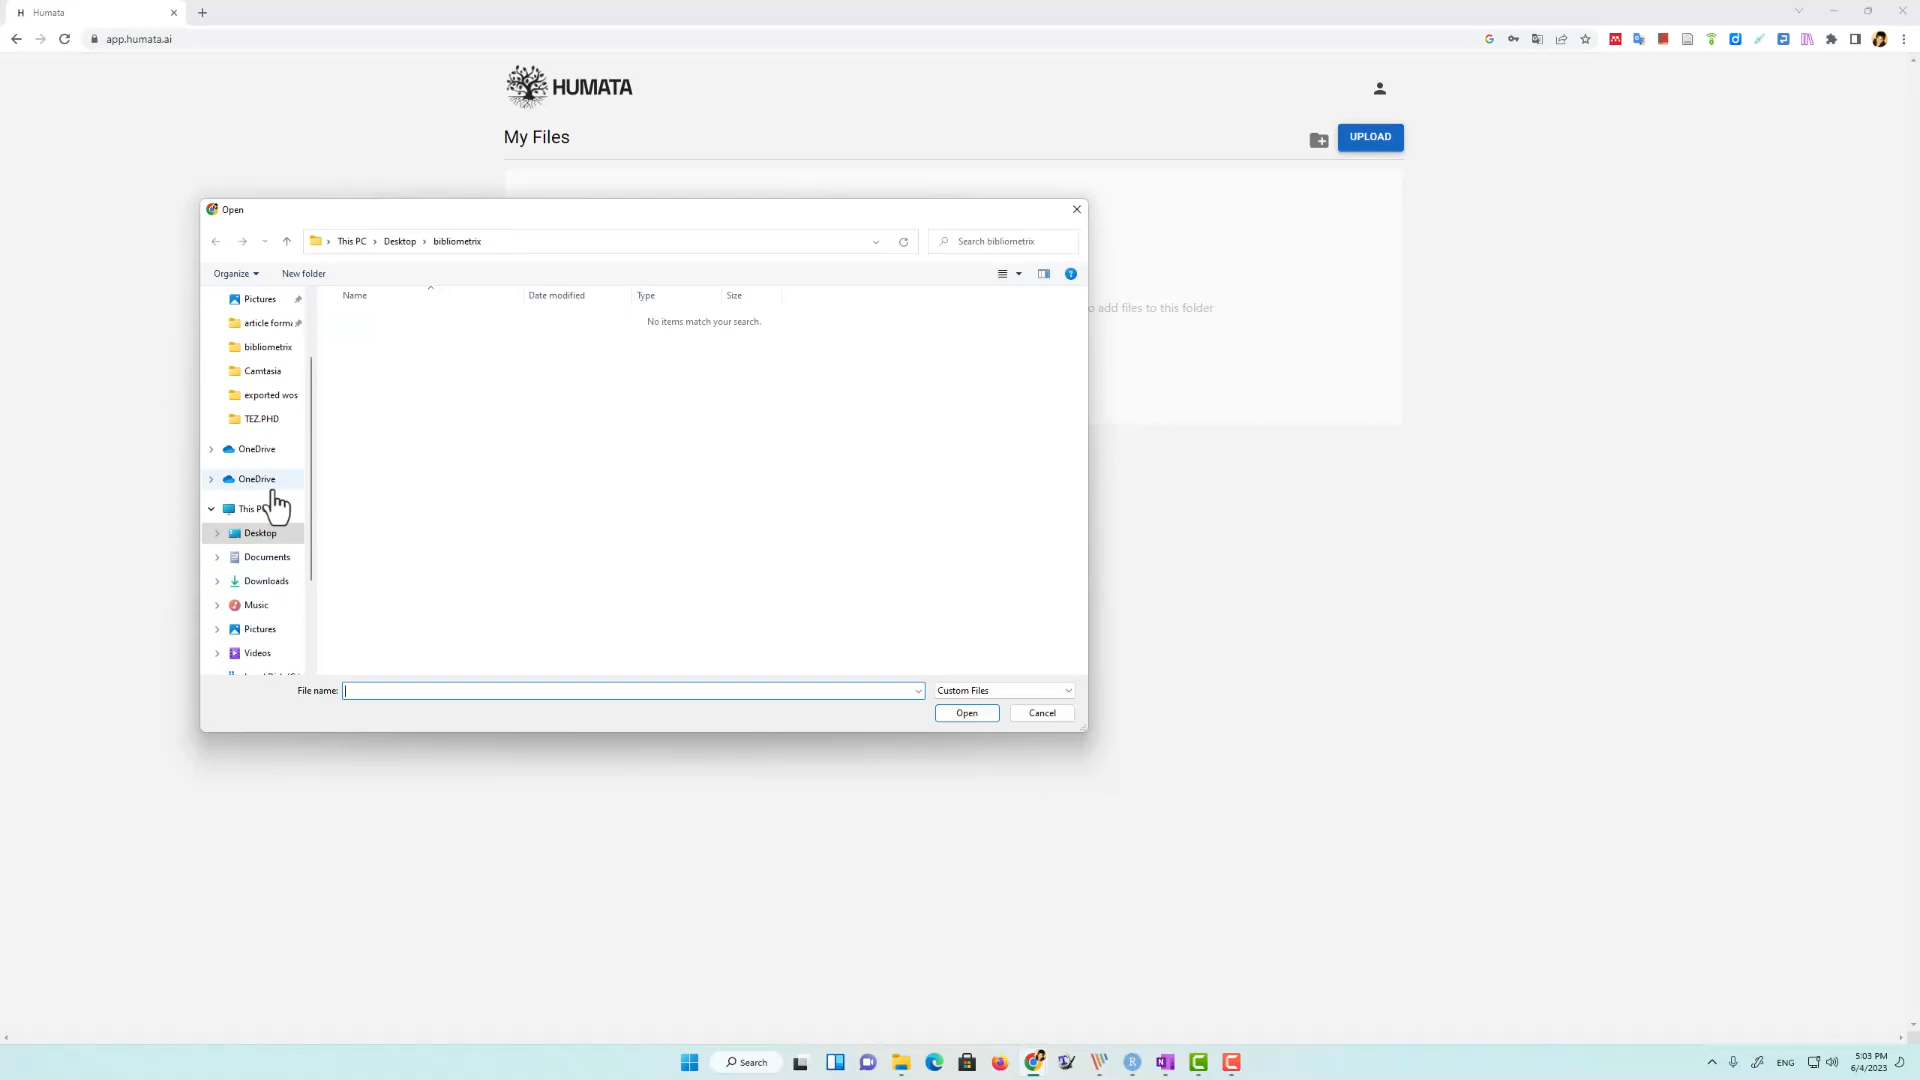 H Humata
app.humata.ai
HUMATA
My Files
UPLOAD
Open
This PC > Desktop > bibliometrix
Search bibliometrix
Organize
New folder
Name
Date modified
Type
Size
No items match your search.
o add files to this folder
Pictures
article forma
bibliometrix
Camtasia
exported wos
TEZ.PHD
OneDrive
OneDrive
This P
Desktop
Documents
Downloads
Music
Pictures
Videos
File name:
Custom Files
Open
Cancel
Search
ENG
5:03 PM
6/4/2023